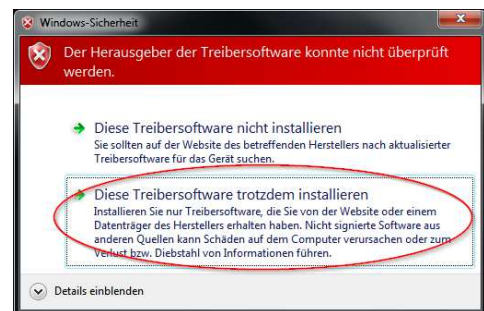 Windows-Sicherheit
Der Herausgeber der Treibersoftware konnte nicht überprüft
werden.
Diese Treibersoftware nicht installieren
Sie sollten auf der Website des betreffenden Herstellers nach aktualisierter
Treibersoftware für das Gerät suchen.
Diese Treibersoftware trotzdem installieren
Installieren Sie nur Treibersoftware, die Sie von der Website oder einem
Datenträger des Herstellers erhalten haben. Nicht signierte Software aus
anderen Quellen kann Schäden auf dem Computer verursachen oder zum
Verlust bzw. Diebstahl von Informationen führen.
Details einblenden